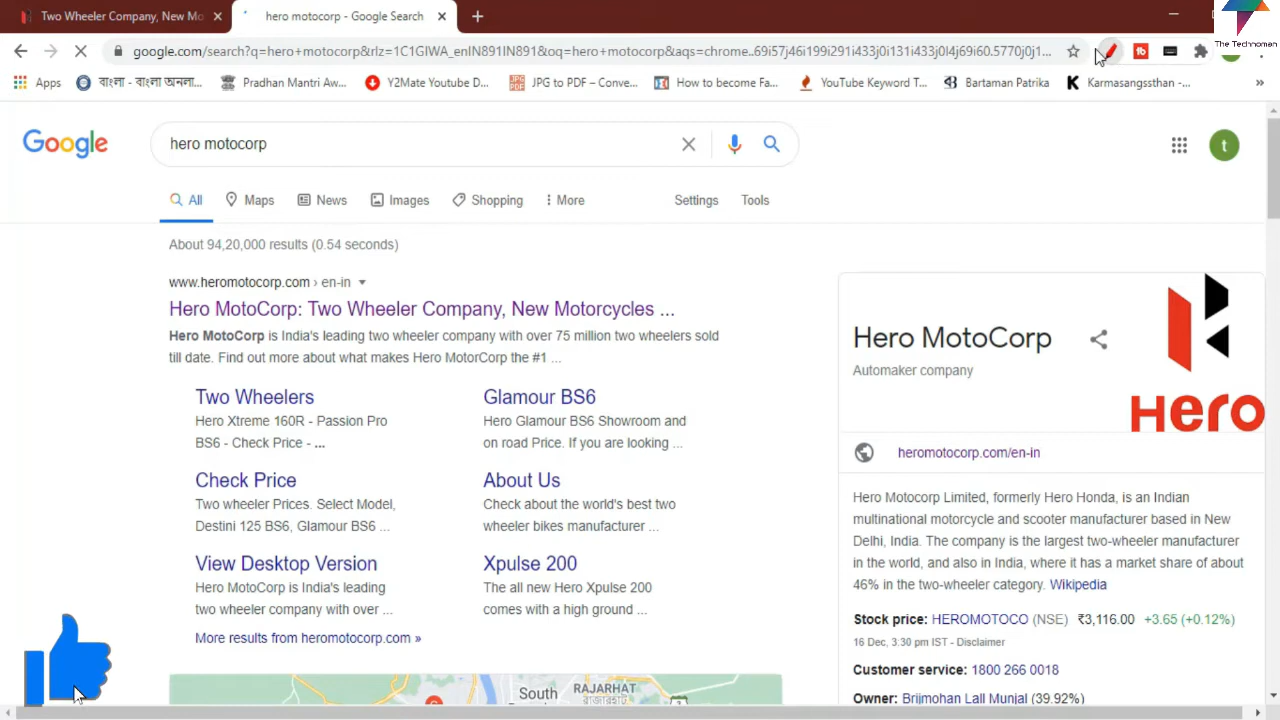 Two Wheeler Company, New Mo
hero motocorp - Google Search
The Technoman
google.com/search?q=hero+motocorp&rlz=1C1GIWA_enIN891IN891&oq=hero+motocorp&aqs=chrome..69i57j46i199i291i433j0i131i433j0l4j69i60.5770j0j1...
Apps
বাংলা - বাংলা অনলা...
Pradhan Mantri Aw...
Y2Mate Youtube D...
JPG to PDF – Conve...
How to become Fa...
YouTube Keyword T...
Bartaman Patrika
Karmasangssthan -...
»
Google
hero motocorp
t
All
Maps
News
Images
Shopping
More
Settings
Tools
About 94,20,000 results (0.54 seconds)
www.heromotocorp.com › en-in
Hero MotoCorp: Two Wheeler Company, New Motorcycles ...
Hero MotoCorp is India's leading two wheeler company with over 75 million two wheelers sold
till date. Find out more about what makes Hero MotorCorp the #1 ...
Two Wheelers
Hero Xtreme 160R - Passion Pro
BS6 - Check Price - ...
Glamour BS6
Hero Glamour BS6 Showroom and
on road Price. If you are looking ...
Check Price
Two wheeler Prices. Select Model,
Destini 125 BS6, Glamour BS6 ...
About Us
Check about the world's best two
wheeler bikes manufacturer ...
View Desktop Version
Hero MotoCorp is India's leading
two wheeler company with over ...
Xpulse 200
The all new Hero Xpulse 200
comes with a high ground ...
More results from heromotocorp.com »
South
RAJARHAT
রাজারহাট
Hero MotoCorp
Automaker company
Hero
heromotocorp.com/en-in
Hero Motocorp Limited, formerly Hero Honda, is an Indian
multinational motorcycle and scooter manufacturer based in New
Delhi, India. The company is the largest two-wheeler manufacturer
in the world, and also in India, where it has a market share of about
46% in the two-wheeler category. Wikipedia
Stock price: HEROMOTOCO (NSE) ₹3,116.00 +3.65 (+0.12%)
16 Dec, 3:30 pm IST - Disclaimer
Customer service: 1800 266 0018
Owner: Brijmohan Lall Munjal (39.92%)